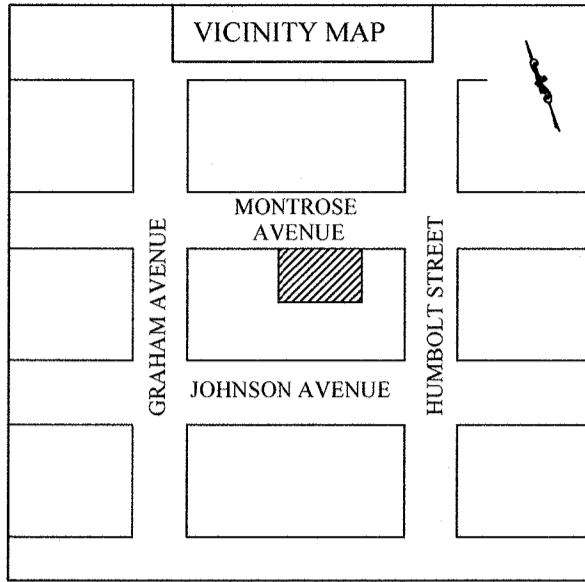 VICINITY MAP
MONTROSE
AVENUE
GRAHAM AVENUE
HUMBOLT STREET
JOHNSON AVENUE